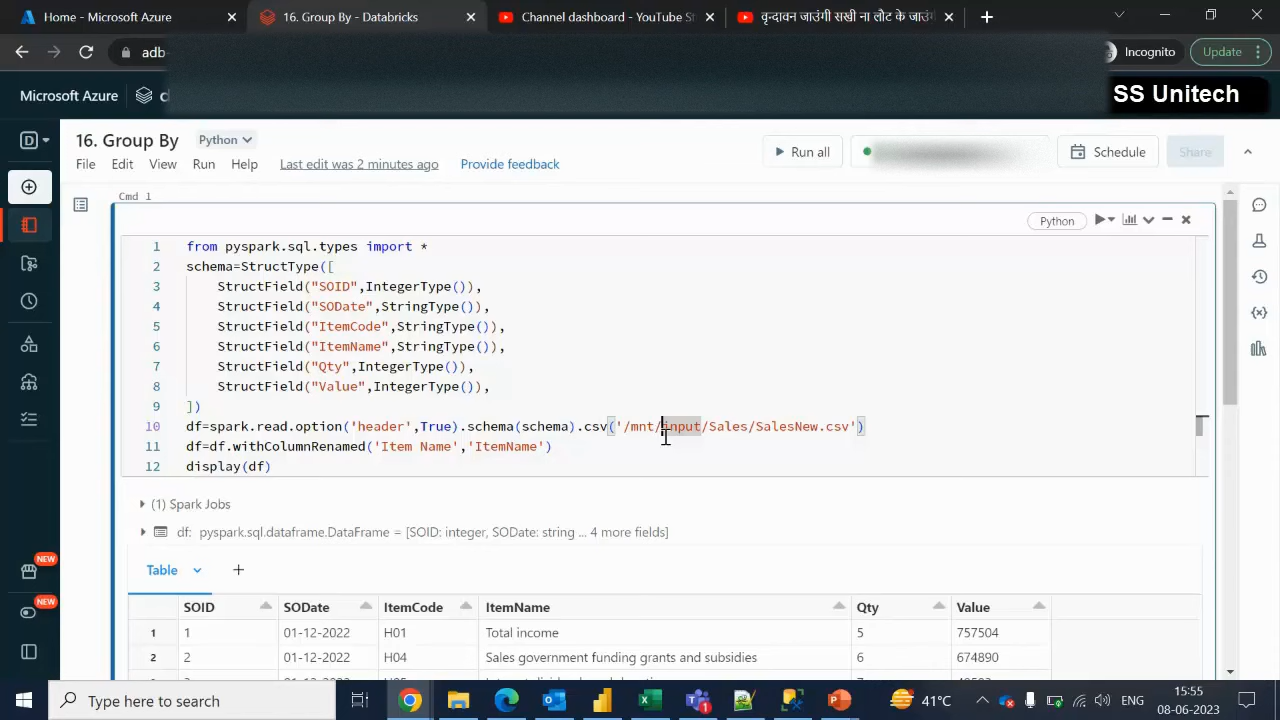 Home - Microsoft Azure
16. Group By - Databricks
Channel dashboard - YouTube St
वृन्दावन जाउंगी सखी ना लौट के जाउंगी
adb-
Incognito
Update
Microsoft Azure
SS Unitech
16. Group By
Python
File Edit View Run Help Last edit was 2 minutes ago Provide feedback
Run all
Schedule
Share
Cmd 1
Python
1 from pyspark.sql.types import *
2 schema=StructType([
3 StructField("SOID",IntegerType()),
4 StructField("SODate",StringType()),
5 StructField("ItemCode",StringType()),
6 StructField("ItemName",StringType()),
7 StructField("Qty",IntegerType()),
8 StructField("Value",IntegerType()),
9 ])
10 df=spark.read.option('header',True).schema(schema).csv('/mnt/input/Sales/SalesNew.csv')
11 df=df.withColumnRenamed('Item Name','ItemName')
12 display(df)
(1) Spark Jobs
df: pyspark.sql.dataframe.DataFrame = [SOID: integer, SODate: string ... 4 more fields]
Table
SOID SODate ItemCode ItemName Qty Value
1 1 01-12-2022 H01 Total income 5 757504
2 2 01-12-2022 H04 Sales government funding grants and subsidies 6 674890
NEW
NEW
Type here to search
41°C
ENG
15:55
08-06-2023